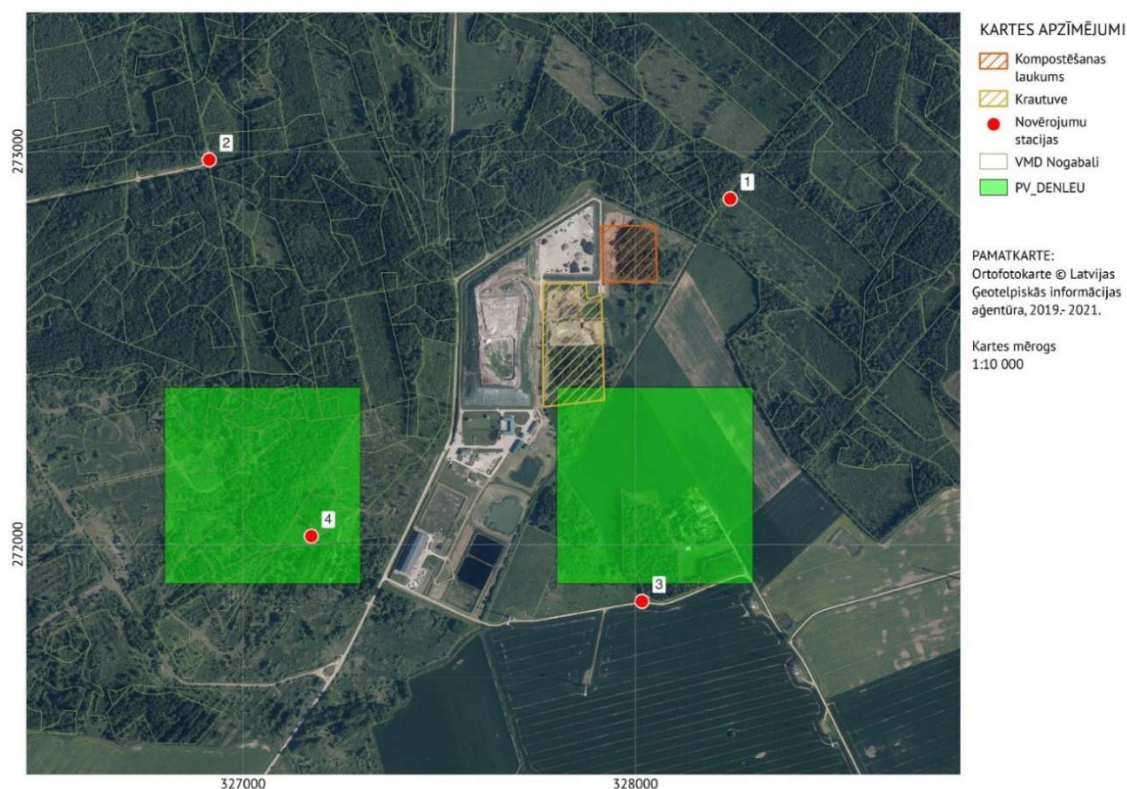 KARTES APZĪMĒJUMI
Kompostēšanas
laukums
Krautuve
Novērojumu
stacijas
VMD Nogabali
PV_DENLEU
PAMATKARTE:
Ortofotokarte © Latvijas
Ģeotelpiskās informācijas
aģentūra, 2019.- 2021.
Kartes mērogs
1:10 000
273000
2
1
272000
4
3
327000
328000